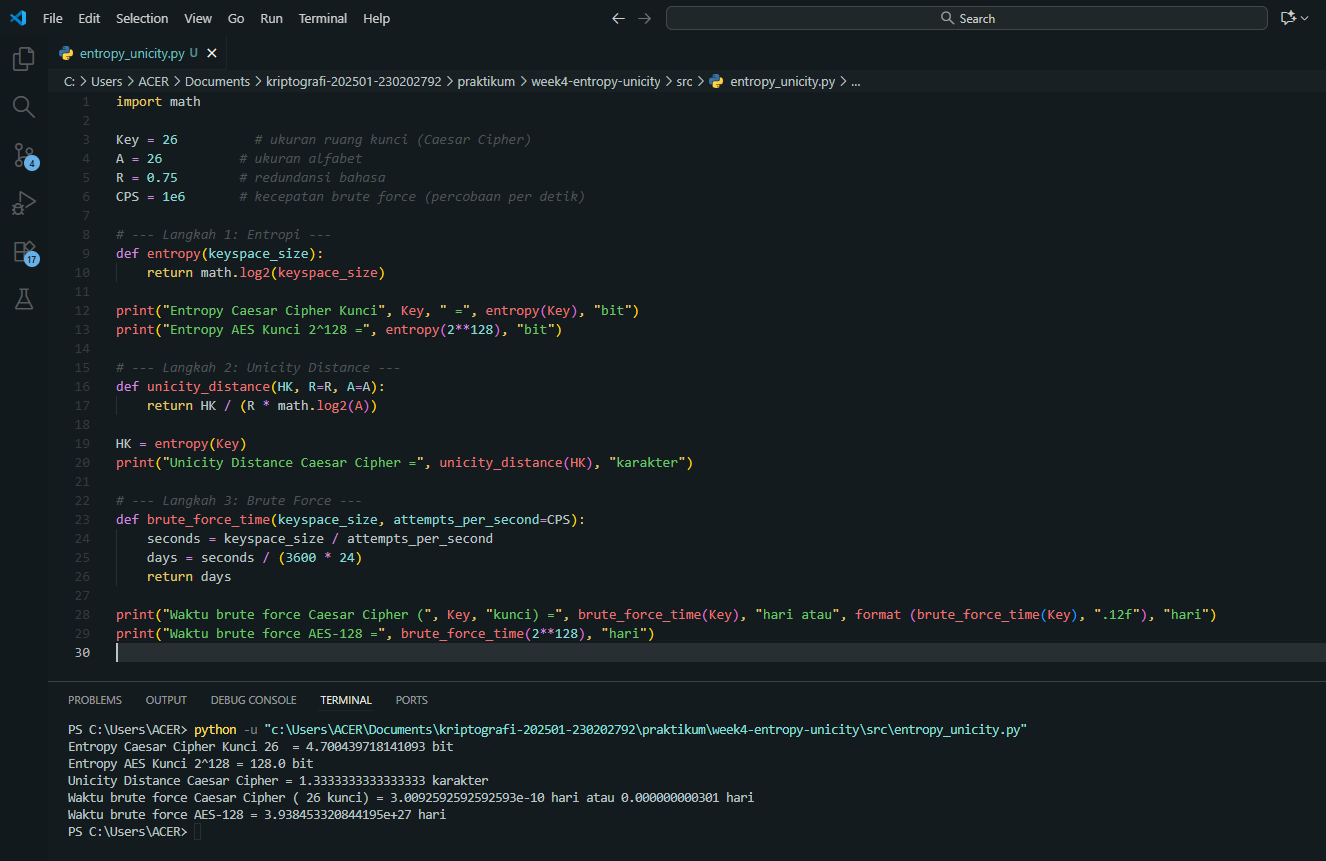 File Edit Selection View Go Run Terminal Help Search
entropy_unicity.py U
C: > Users > ACER > Documents > kriptografi-202501-230202792 > praktikum > week4-entropy-unicity > src > entropy_unicity.py > ...
1 import math
2
3 Key = 26          # ukuran ruang kunci (Caesar Cipher)
4 A = 26          # ukuran alfabet
5 R = 0.75        # redundansi bahasa
6 CPS = 1e6       # kecepatan brute force (percobaan per detik)
7
8 # --- Langkah 1: Entropi ---
9 def entropy(keyspace_size):
10     return math.log2(keyspace_size)
11
12 print("Entropy Caesar Cipher Kunci", Key, " =", entropy(Key), "bit")
13 print("Entropy AES Kunci 2^128 =", entropy(2**128), "bit")
14
15 # --- Langkah 2: Unicity Distance ---
16 def unicity_distance(HK, R=R, A=A):
17     return HK / (R * math.log2(A))
18
19 HK = entropy(Key)
20 print("Unicity Distance Caesar Cipher =", unicity_distance(HK), "karakter")
21
22 # --- Langkah 3: Brute Force ---
23 def brute_force_time(keyspace_size, attempts_per_second=CPS):
24     seconds = keyspace_size / attempts_per_second
25     days = seconds / (3600 * 24)
26     return days
27
28 print("Waktu brute force Caesar Cipher (", Key, "kunci) =", brute_force_time(Key), "hari atau", format (brute_force_time(Key), ".12f"), "hari")
29 print("Waktu brute force AES-128 =", brute_force_time(2**128), "hari")
30
4
17
PROBLEMS OUTPUT DEBUG CONSOLE TERMINAL PORTS
PS C:\Users\ACER> python -u "c:\Users\ACER\Documents\kriptografi-202501-230202792\praktikum\week4-entropy-unicity\src\entropy_unicity.py"
Entropy Caesar Cipher Kunci 26  = 4.700439718141093 bit
Entropy AES Kunci 2^128 = 128.0 bit
Unicity Distance Caesar Cipher = 1.3333333333333333 karakter
Waktu brute force Caesar Cipher ( 26 kunci) = 3.0092592592592593e-10 hari atau 0.000000000301 hari
Waktu brute force AES-128 = 3.938453320844195e+27 hari
PS C:\Users\ACER>